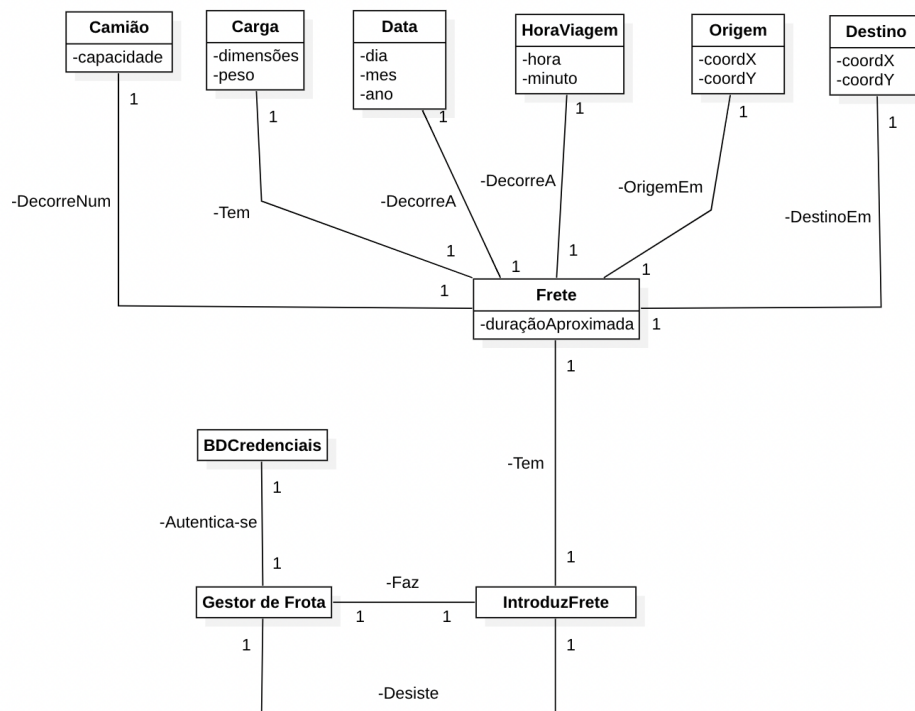 Camião
-capacidade
Carga
-dimensões
-peso
Data
-dia
-mes
-ano
HoraViagem
-hora
-minuto
Origem
-coordX
-coordY
Destino
-coordX
-coordY
1
1
1
1
1
1
-DecorreNum
-Tem
-DecorreA
-DecorreA
-OrigemEm
-DestinoEm
1
1
1
1
1
1
Frete
-duraçãoAproximada
1
-Tem
1
BDCredenciais
1
-Autentica-se
1
Gestor de Frota
-Faz
1
1
IntroduzFrete
1
1
-Desiste